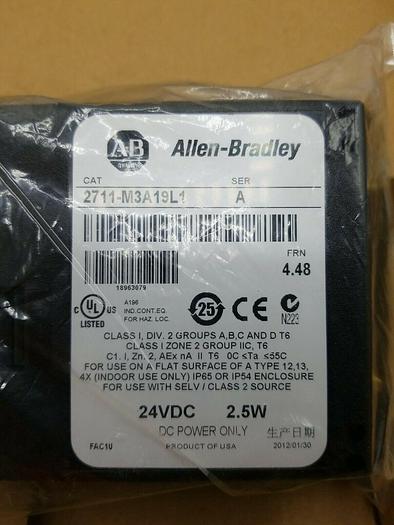 AB
QUALITY
Allen-Bradley
CAT
SER
2711-M3A19L1
A
FRN
4.48
18963079
C UL US
LISTED
A196
IND.CONT.EQ.
FOR HAZ. LOC.
25
CE
N223
CLASS I, DIV. 2 GROUPS A,B,C AND D T6
CLASS I ZONE 2 GROUP IIC, T6
C1. I, Zn. 2, AEx nA II T6 0C ≤Ta ≤55C
FOR USE ON A FLAT SURFACE OF A TYPE 12,13,
4X (INDOOR USE ONLY) IP65 OR IP54 ENCLOSURE
FOR USE WITH SELV / CLASS 2 SOURCE
24VDC 2.5W
DC POWER ONLY
生产日期
FAC1U
PRODUCT OF USA
2012/01/30